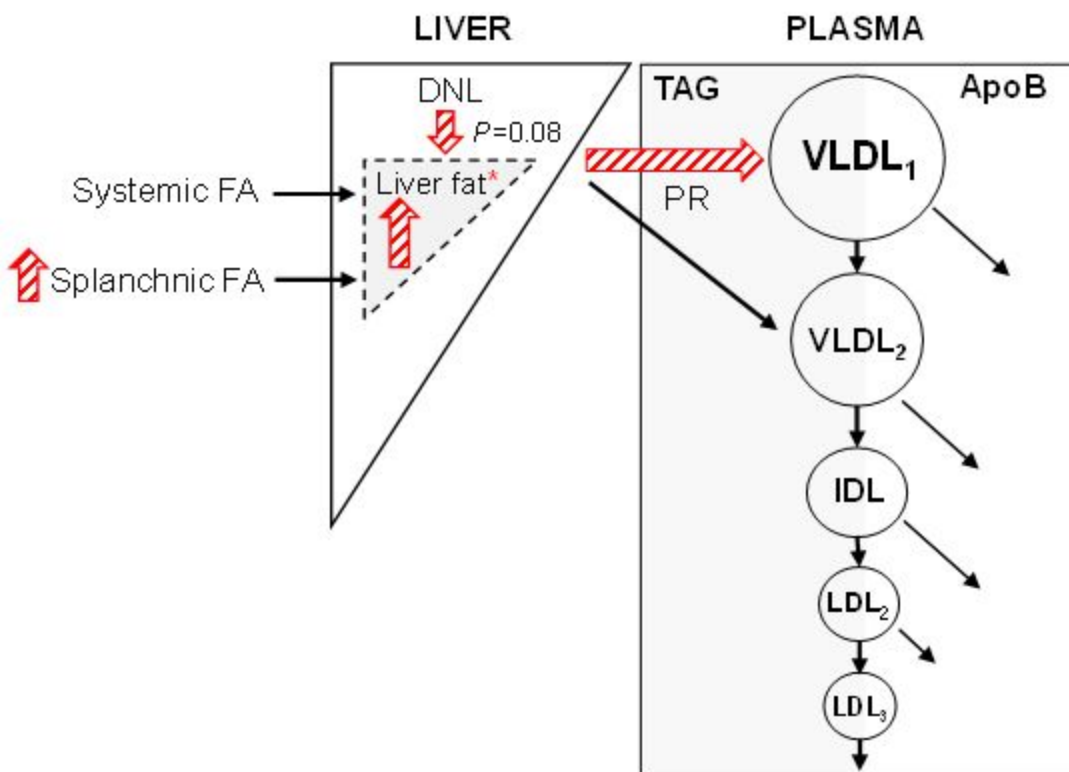 LIVER
PLASMA
DNL
P=0.08
Liver fat*
Systemic FA
Splanchnic FA
TAG
ApoB
PR
VLDL₁
VLDL₂
IDL
LDL₂
LDL₃